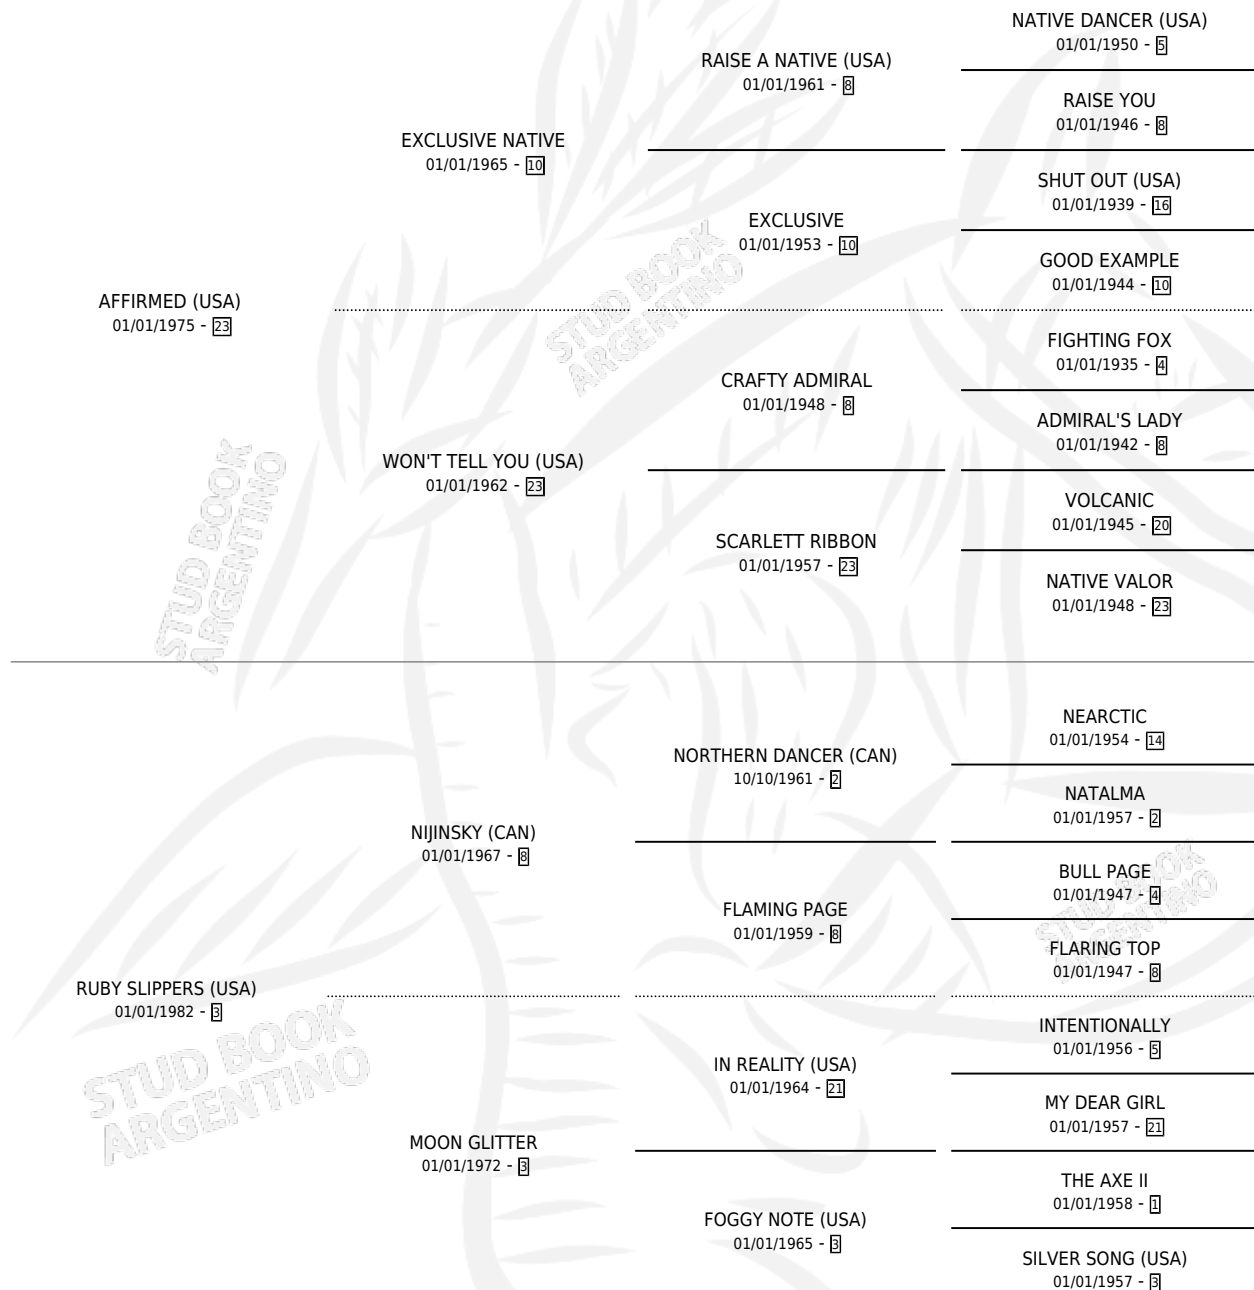 NATIVE DANCER (USA)
01/01/1950 - 5
RAISE A NATIVE (USA)
01/01/1961 - 8
RAISE YOU
01/01/1946 - 8
EXCLUSIVE NATIVE
01/01/1965 - 10
SHUT OUT (USA)
01/01/1939 - 16
EXCLUSIVE
01/01/1953 - 10
GOOD EXAMPLE
01/01/1944 - 10
AFFIRMED (USA)
01/01/1975 - 23
FIGHTING FOX
01/01/1935 - 4
CRAFTY ADMIRAL
01/01/1948 - 8
ADMIRAL'S LADY
01/01/1942 - 8
WON'T TELL YOU (USA)
01/01/1962 - 23
VOLCANIC
01/01/1945 - 20
SCARLETT RIBBON
01/01/1957 - 23
NATIVE VALOR
01/01/1948 - 23
NEARCTIC
01/01/1954 - 14
NORTHERN DANCER (CAN)
10/10/1961 - 2
NATALMA
01/01/1957 - 2
NIJINSKY (CAN)
01/01/1967 - 8
BULL PAGE
01/01/1947 - 4
FLAMING PAGE
01/01/1959 - 8
FLARING TOP
01/01/1947 - 8
RUBY SLIPPERS (USA)
01/01/1982 - 3
INTENTIONALLY
01/01/1956 - 5
IN REALITY (USA)
01/01/1964 - 21
MY DEAR GIRL
01/01/1957 - 21
MOON GLITTER
01/01/1972 - 3
THE AXE II
01/01/1958 - 1
FOGGY NOTE (USA)
01/01/1965 - 3
SILVER SONG (USA)
01/01/1957 - 3
STUD BOOK
ARGENTINO
STUD BOOK
ARGENTINO
STUD BOOK
ARGENTINO
STUD BOOK
ARGENTINO